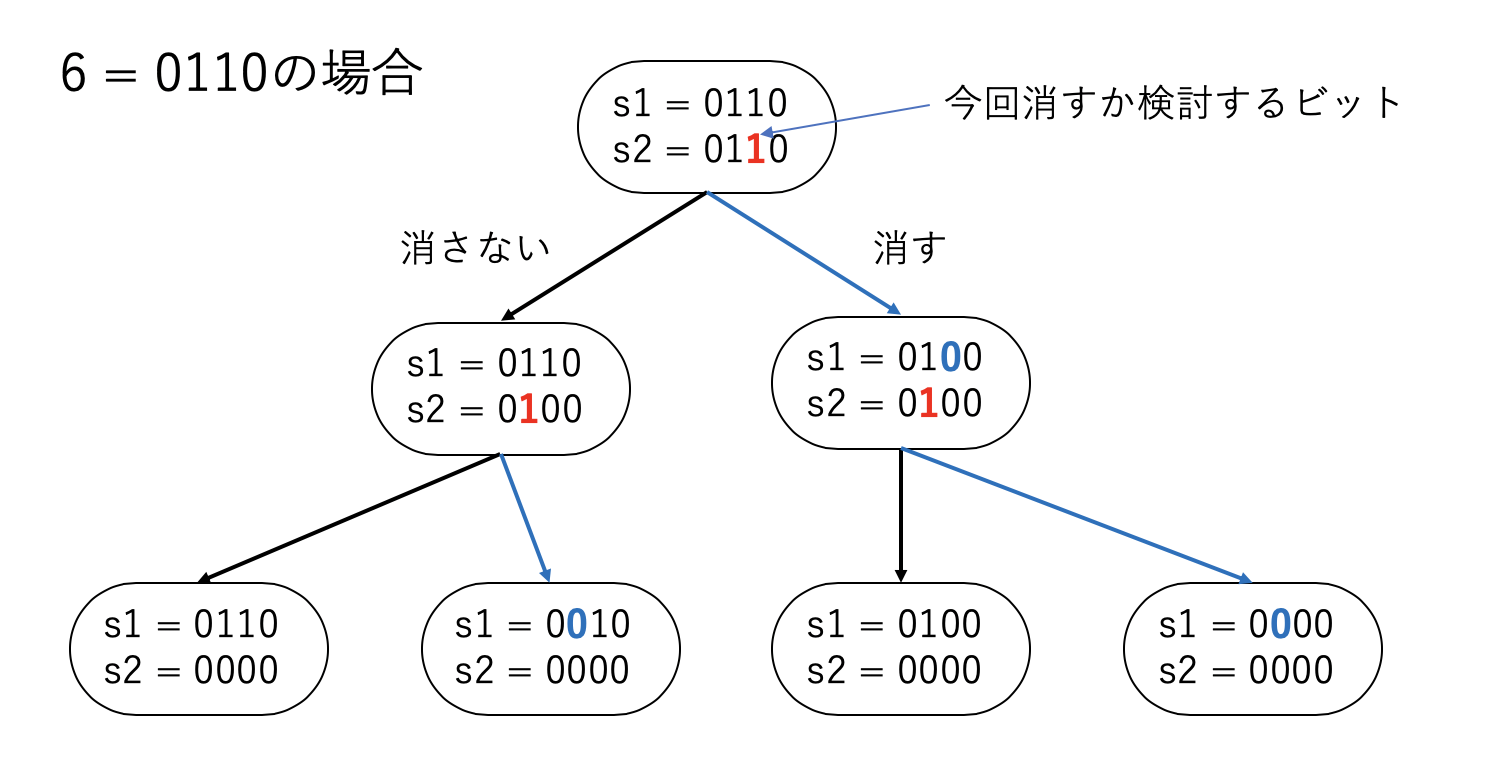 6 = 0110の場合
s1 = 0110
s2 = 0110
今回消すか検討するビット
消さない
消す
s1 = 0110
s2 = 0100
s1 = 0100
s2 = 0100
s1 = 0110
s2 = 0000
s1 = 0010
s2 = 0000
s1 = 0100
s2 = 0000
s1 = 0000
s2 = 0000